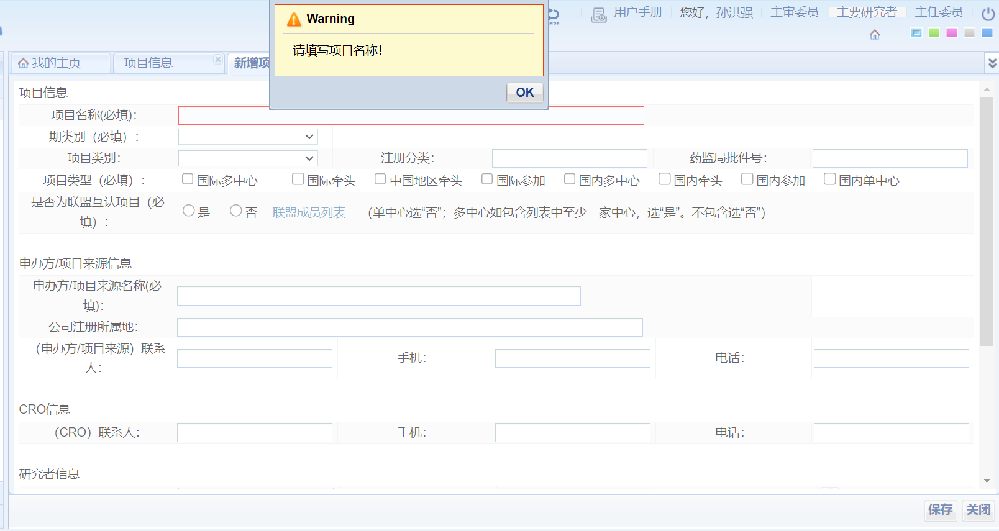 Warning
请填写项目名称!
OK
用户手册
您好，孙洪强
主审委员
主要研究者
主任委员
我的主页
项目信息
新增项
项目信息
项目名称(必填)：
期类别（必填）：
项目类别：
注册分类：
药监局批件号：
项目类型（必填）：
国际多中心
国际牵头
中国地区牵头
国际参加
国内多中心
国内牵头
国内参加
国内单中心
是否为联盟互认项目（必
填）：
是
否
联盟成员列表
（单中心选“否”；多中心如包含列表中至少一家中心，选“是”。不包含选“否”）
申办方/项目来源信息
申办方/项目来源名称(必
填)：
公司注册所属地：
（申办方/项目来源）联系
人：
手机：
电话：
CRO信息
（CRO）联系人：
手机：
电话：
研究者信息
保存
关闭